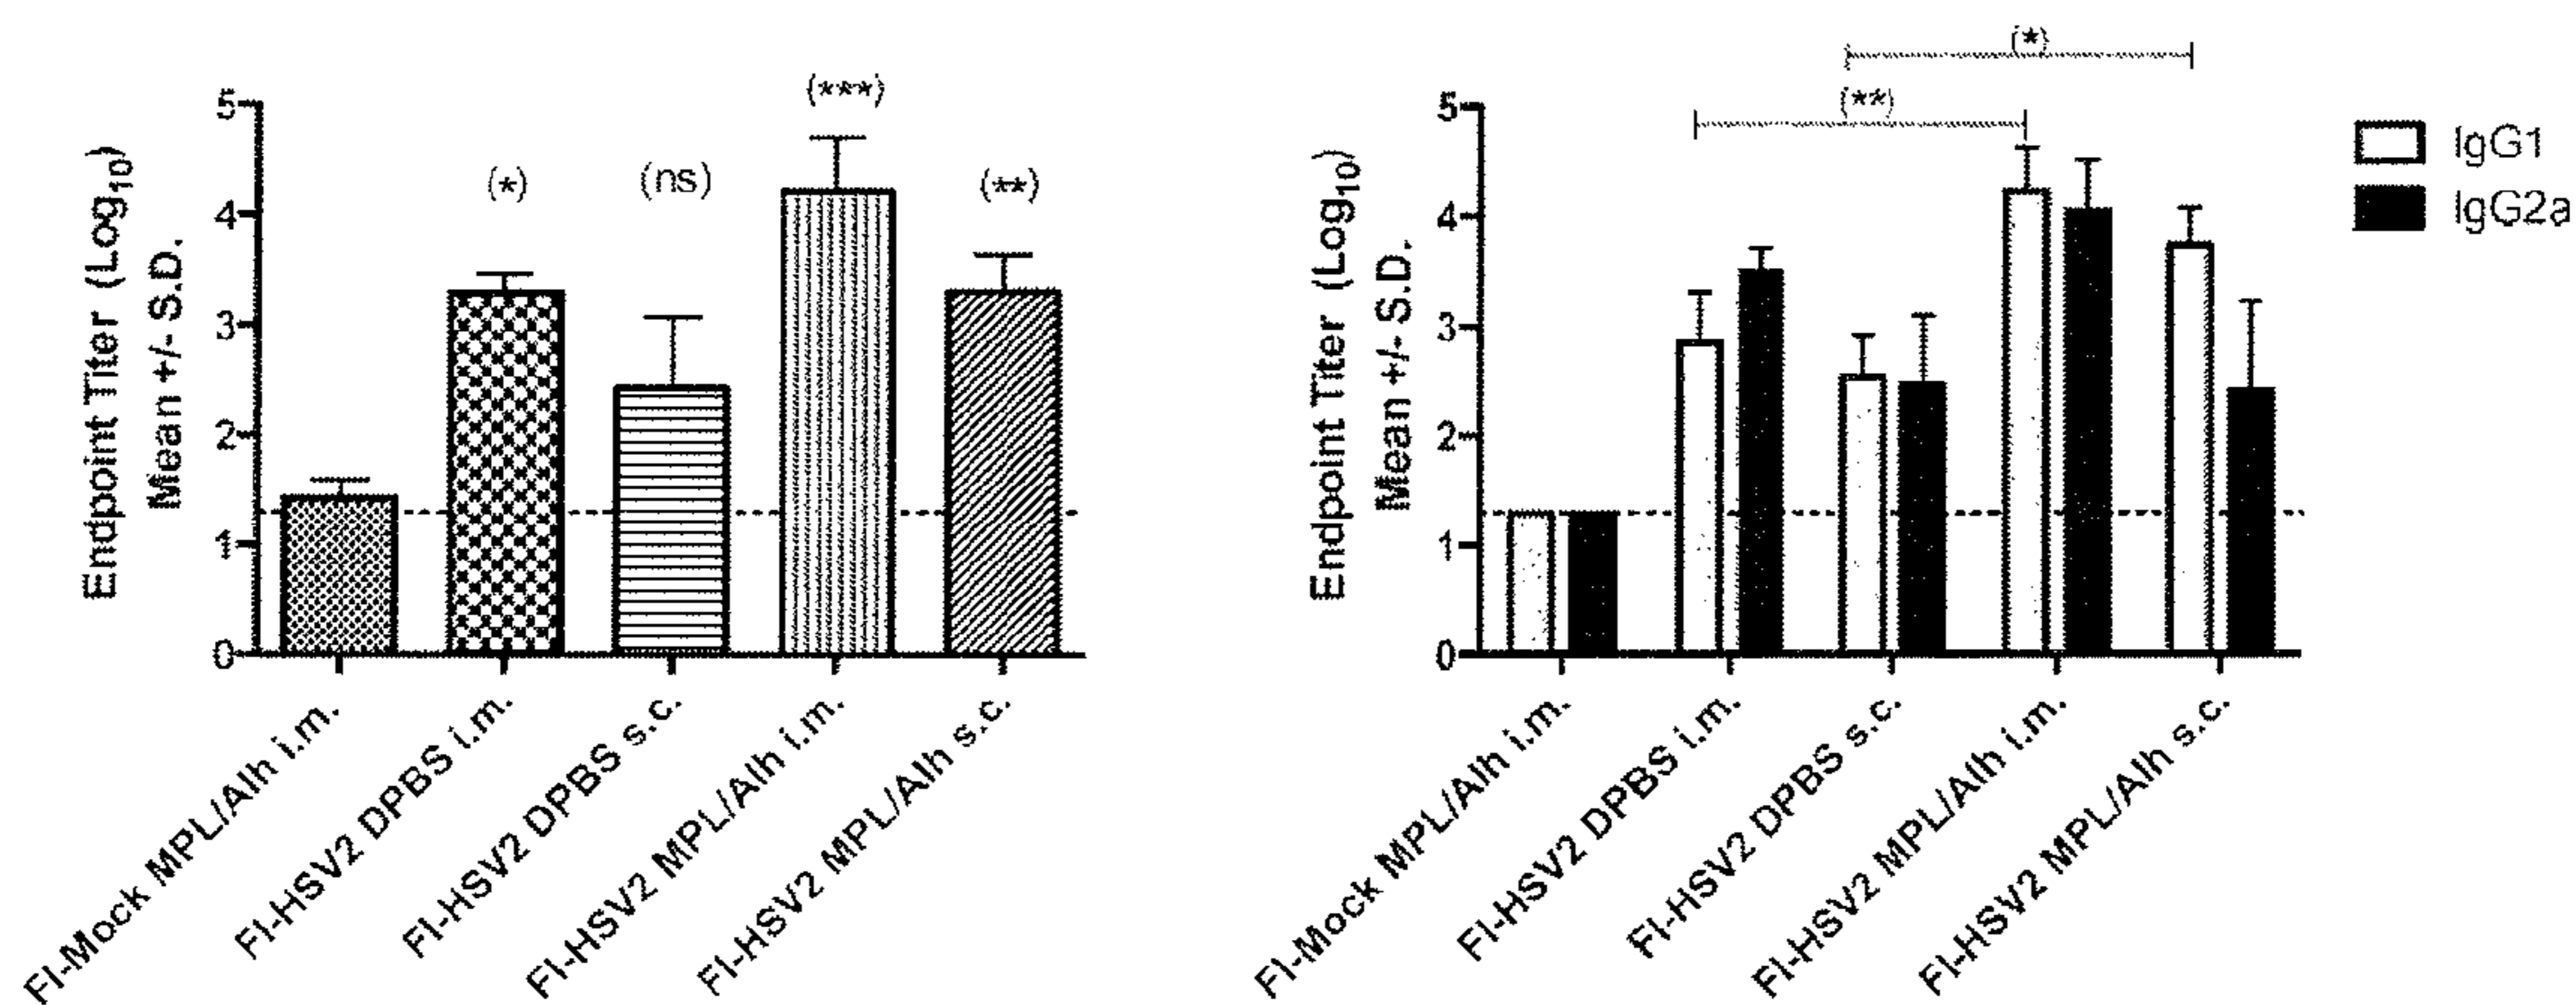 Endpoint Titer (Log10)
Mean +/- S.D.
5
4
3
2
1
0
(*)
(ns)
(***)
(**)
FI-Mock MPL/Alh i.m.
FI-HSV2 DPBS i.m.
FI-HSV2 DPBS s.c.
FI-HSV2 MPL/Alh i.m.
FI-HSV2 MPL/Alh s.c.
Endpoint Titer (Log10)
Mean +/- S.D.
5
4
3
2
1
0
(*)
(**)
FI-Mock MPL/Alh i.m.
FI-HSV2 DPBS i.m.
FI-HSV2 DPBS s.c.
FI-HSV2 MPL/Alh i.m.
FI-HSV2 MPL/Alh s.c.
IgG1
IgG2a